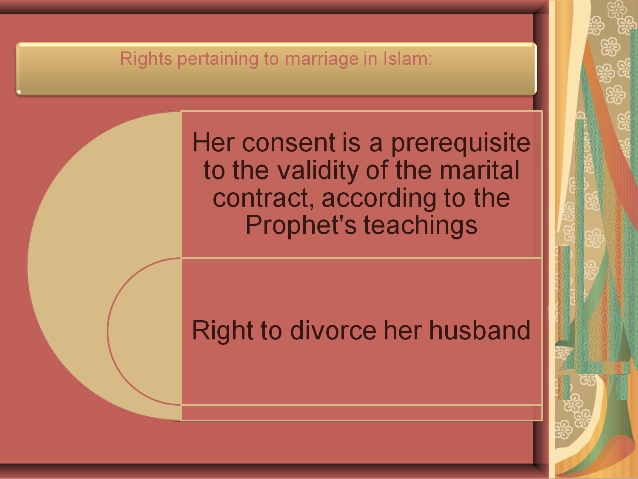 Rights pertaining to marriage in Islam:
Her consent is a prerequisite
to the validity of the marital
contract, according to the
Prophet's teachings
Right to divorce her husband